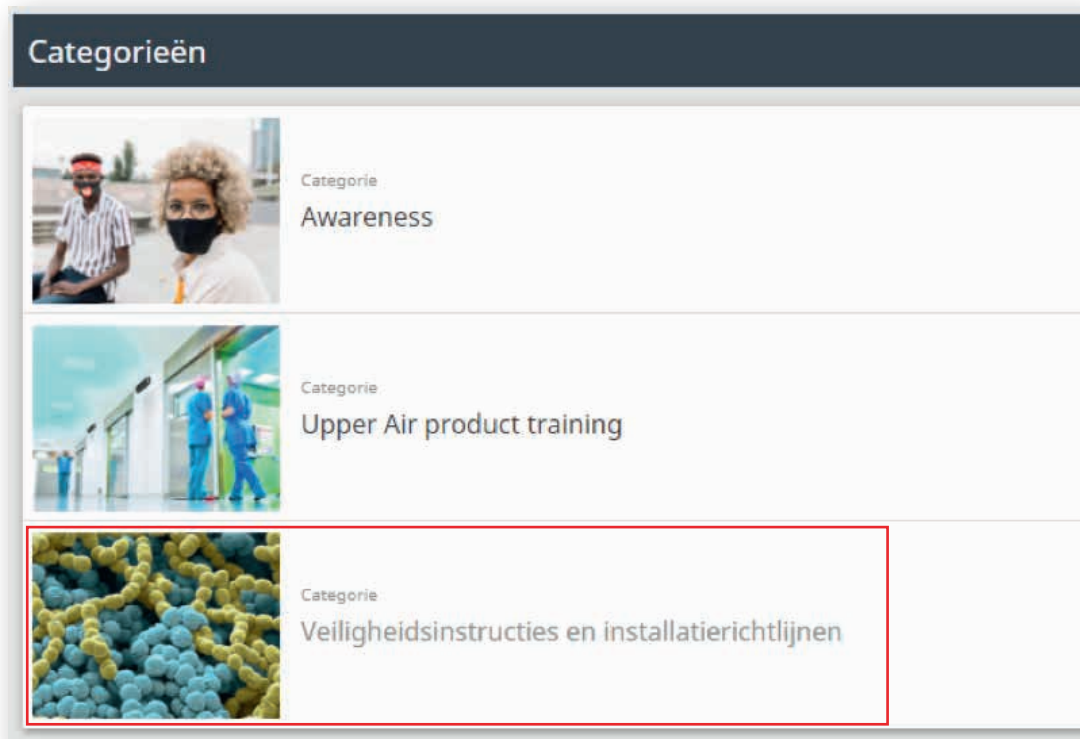 Categorieën
Categorie
Awareness
Categorie
Upper Air product training
Categorie
Veiligheidsinstructies en installatierichtlijnen